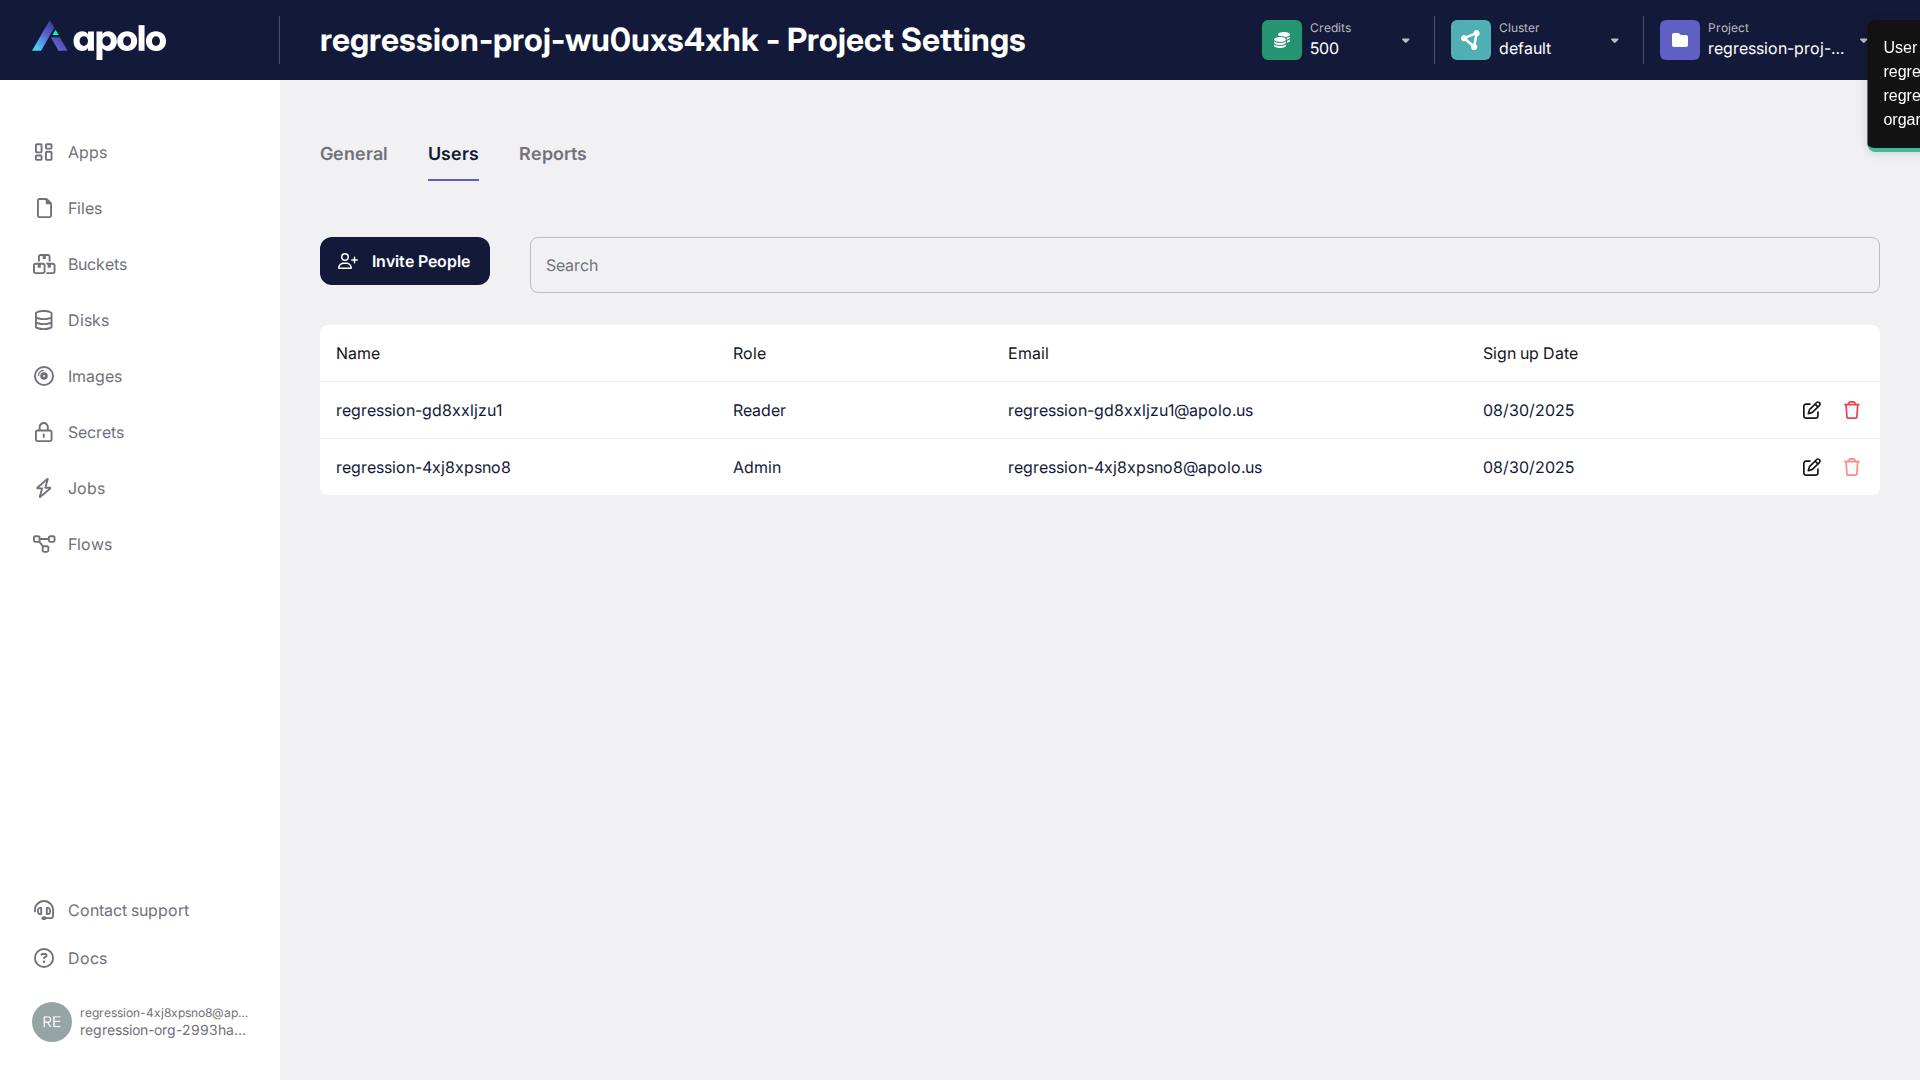 apolo
regression-proj-wu0uxs4xhk - Project Settings
Credits
500
Cluster
default
Project
regression-proj-...
User
Apps
Files
Buckets
Disks
Images
Secrets
Jobs
Flows
General
Users
Reports
Invite People
Search
Name Role Email Sign up Date
regression-gd8xxljzu1 Reader regression-gd8xxljzu1@apolo.us 08/30/2025
regression-4xj8xpsno8 Admin regression-4xj8xpsno8@apolo.us 08/30/2025
Contact support
Docs
RE
regression-4xj8xpsno8@ap...
regression-org-2993ha...